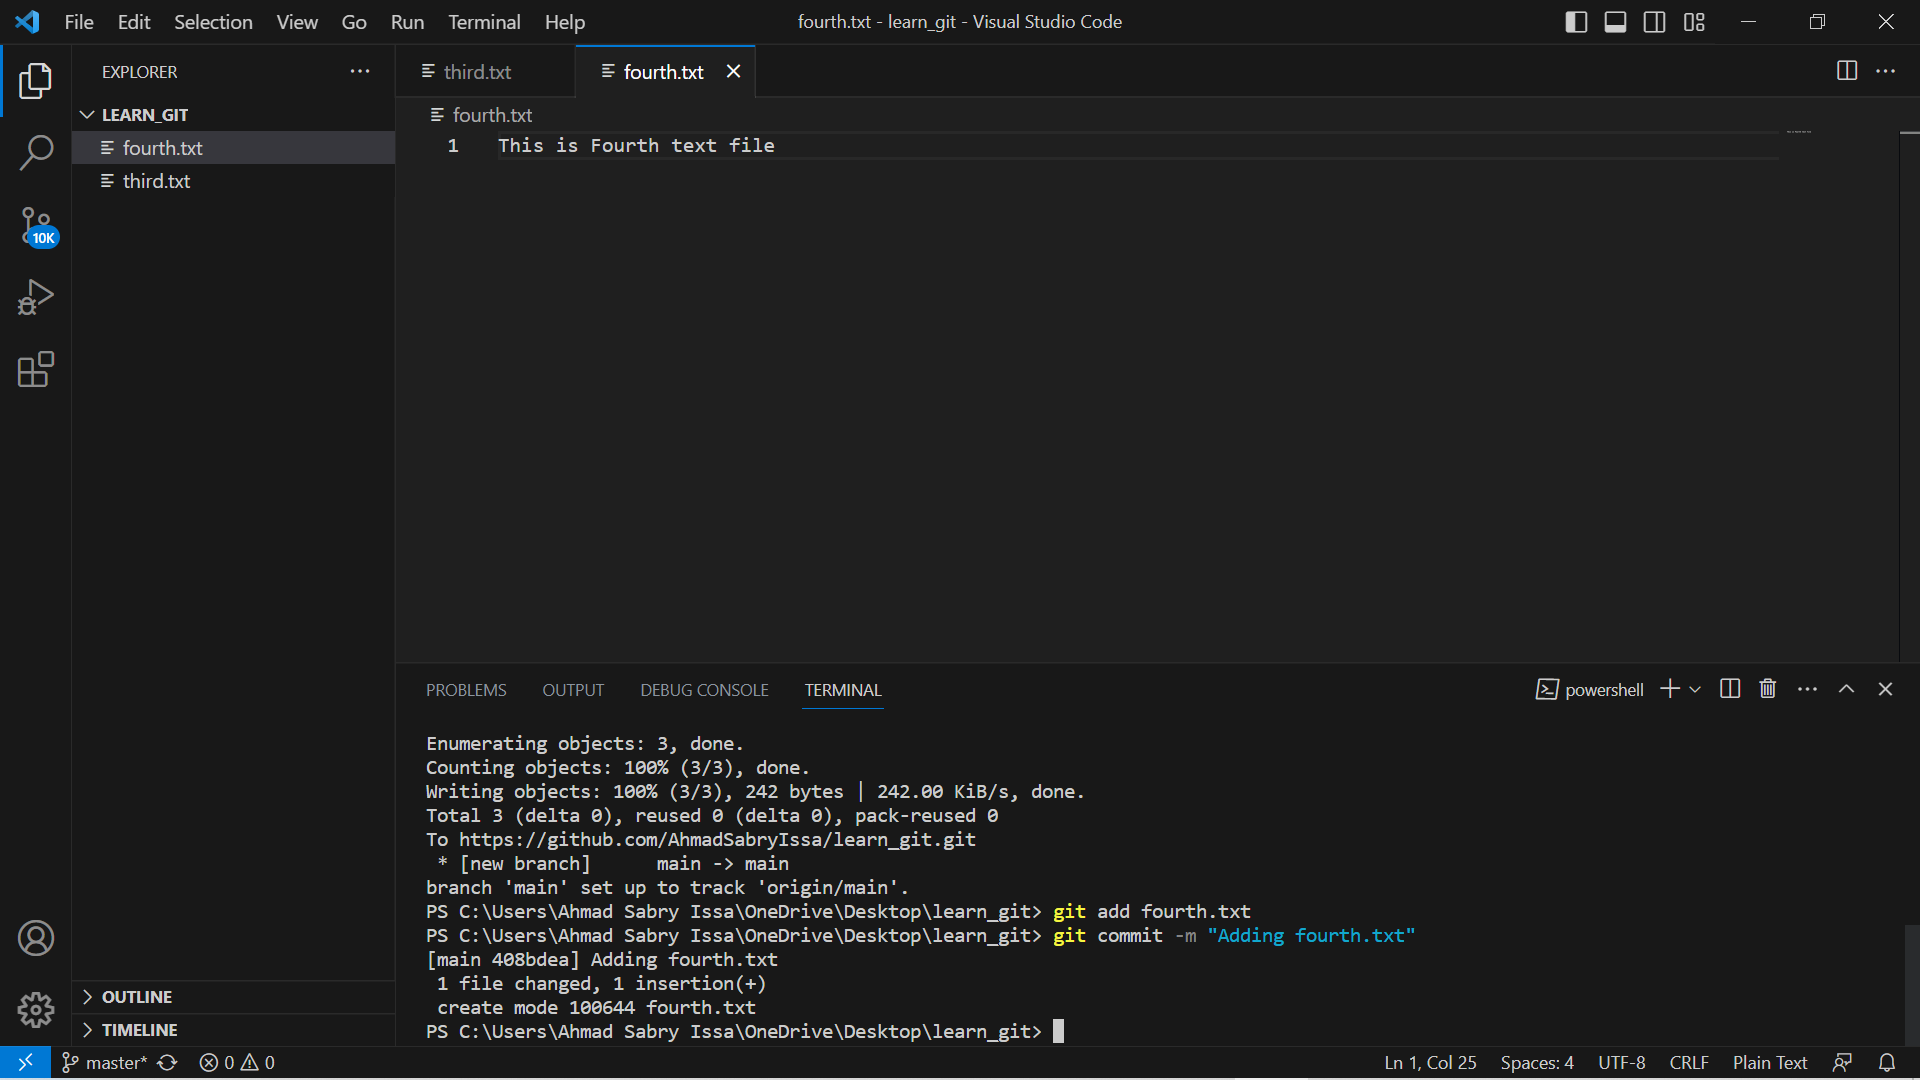 File Edit Selection View Go Run Terminal Help
fourth.txt - learn_git - Visual Studio Code
EXPLORER
third.txt
fourth.txt
LEARN_GIT
fourth.txt
third.txt
10K
fourth.txt
1 This is Fourth text file
PROBLEMS OUTPUT DEBUG CONSOLE TERMINAL
powershell
Enumerating objects: 3, done.
Counting objects: 100% (3/3), done.
Writing objects: 100% (3/3), 242 bytes | 242.00 KiB/s, done.
Total 3 (delta 0), reused 0 (delta 0), pack-reused 0
To https://github.com/AhmadSabryIssa/learn_git.git
* [new branch] main -> main
branch 'main' set up to track 'origin/main'.
PS C:\Users\Ahmad Sabry Issa\OneDrive\Desktop\learn_git> git add fourth.txt
PS C:\Users\Ahmad Sabry Issa\OneDrive\Desktop\learn_git> git commit -m "Adding fourth.txt"
[main 408bdea] Adding fourth.txt
1 file changed, 1 insertion(+)
create mode 100644 fourth.txt
PS C:\Users\Ahmad Sabry Issa\OneDrive\Desktop\learn_git>
OUTLINE
TIMELINE
master* 0 0
Ln 1, Col 25 Spaces: 4 UTF-8 CRLF Plain Text